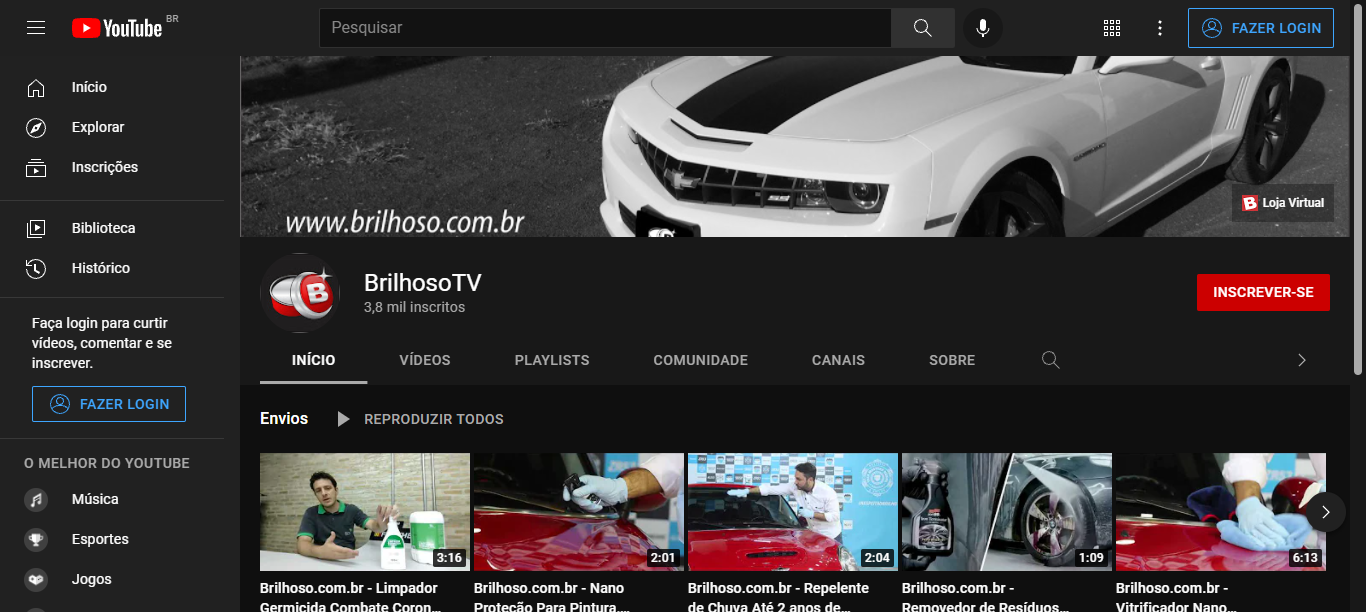 YouTube BR
Pesquisar
FAZER LOGIN
Início
Explorar
Inscrições
Biblioteca
Histórico
Faça login para curtir
vídeos, comentar e se
inscrever.
FAZER LOGIN
O MELHOR DO YOUTUBE
Música
Esportes
Jogos
www.brilhoso.com.br
B Loja Virtual
B
BrilhosoTV
3,8 mil inscritos
INSCREVER-SE
INÍCIO VÍDEOS PLAYLISTS COMUNIDADE CANAIS SOBRE
Envios REPRODUZIR TODOS
3:16 2:01 2:04 1:09 6:13
Brilhoso.com.br - Limpador
Germicida Combate Coron...
Brilhoso.com.br - Nano
Proteção Para Pintura,...
Brilhoso.com.br - Repelente
de Chuva Até 2 anos de...
Brilhoso.com.br -
Removedor de Resíduos...
Brilhoso.com.br -
Vitrificador Nano...